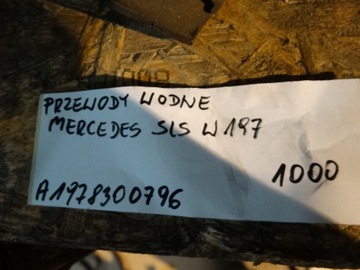 PRZEWODY WODNE
MERCEDES SLS W197
1000
A1978300796